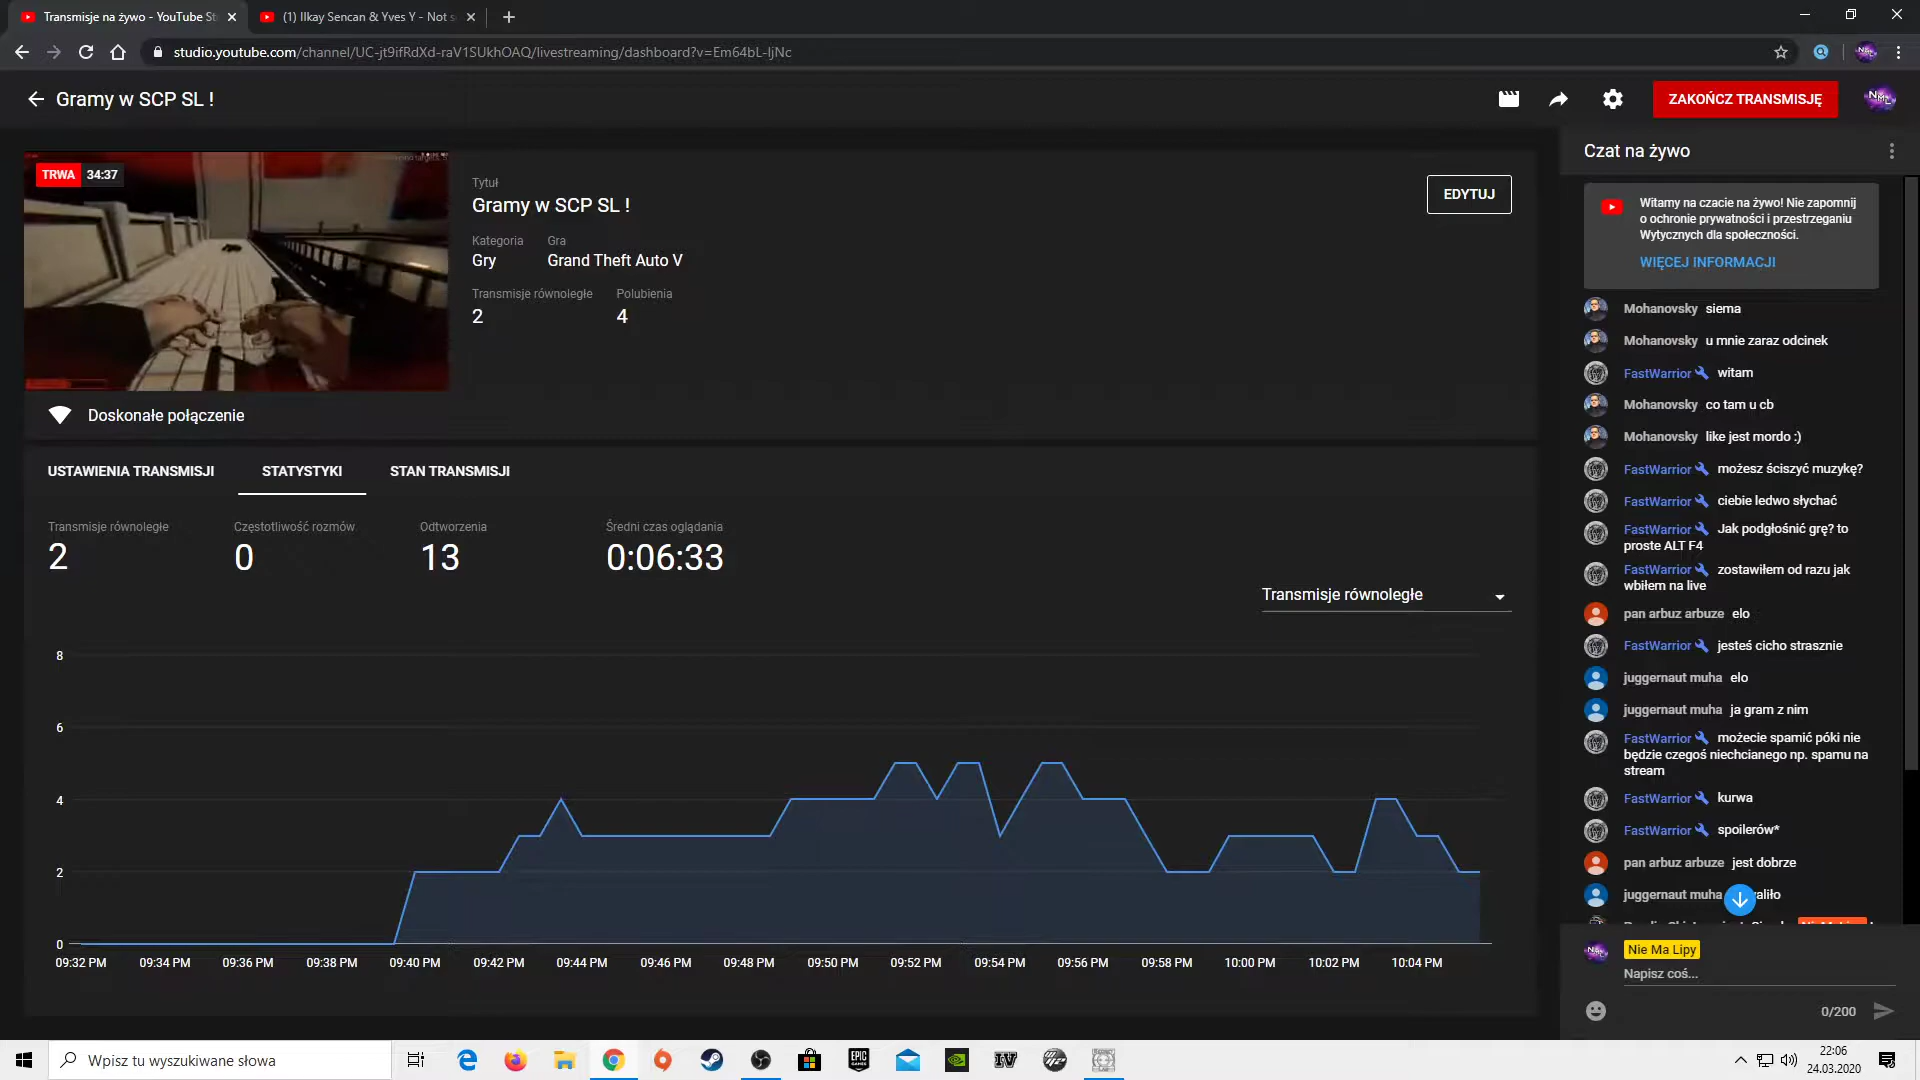 Transmisje na żywo - YouTube St
(1) Ilkay Sencan & Yves Y - Not s
studio.youtube.com/channel/UC-jt9ifRdXd-raV1SUkhOAQ/livestreaming/dashboard?v=Em64bL-IjNc
Gramy w SCP SL !
ZAKOŃCZ TRANSMISJĘ
TRWA 34:37
Tytuł
Gramy w SCP SL !
EDYTUJ
Kategoria Gra
Gry Grand Theft Auto V
Transmisje równoległe Polubienia
2 4
Doskonałe połączenie
USTAWIENIA TRANSMISJI STATYSTYKI STAN TRANSMISJI
Transmisje równoległe Częstotliwość rozmów Odtworzenia Średni czas oglądania
2 0 13 0:06:33
Transmisje równoległe
8
6
4
2
0
09:32 PM 09:34 PM 09:36 PM 09:38 PM 09:40 PM 09:42 PM 09:44 PM 09:46 PM 09:48 PM 09:50 PM 09:52 PM 09:54 PM 09:56 PM 09:58 PM 10:00 PM 10:02 PM 10:04 PM
Czat na żywo
Witamy na czacie na żywo! Nie zapomnij
o ochronie prywatności i przestrzeganiu
Wytycznych dla społeczności.
WIĘCEJ INFORMACJI
Mohanovsky siema
Mohanovsky u mnie zaraz odcinek
FastWarrior witam
Mohanovsky co tam u cb
Mohanovsky like jest mordo :)
FastWarrior możesz ściszyć muzykę?
FastWarrior ciebie ledwo słychać
FastWarrior Jak podgłośnić grę? to
proste ALT F4
FastWarrior zostawiłem od razu jak
wbiłem na live
pan arbuz arbuze elo
FastWarrior jesteś cicho strasznie
juggernaut muha elo
juggernaut muha ja gram z nim
FastWarrior możecie spamić póki nie
będzie czegoś niechcianego np. spamu na
stream
FastWarrior kurwa
FastWarrior spoilerów*
pan arbuz arbuze jest dobrze
juggernaut muha
Nie Ma Lipy
Napisz coś...
0/200
Wpisz tu wyszukiwane słowa
22:06
24.03.2020